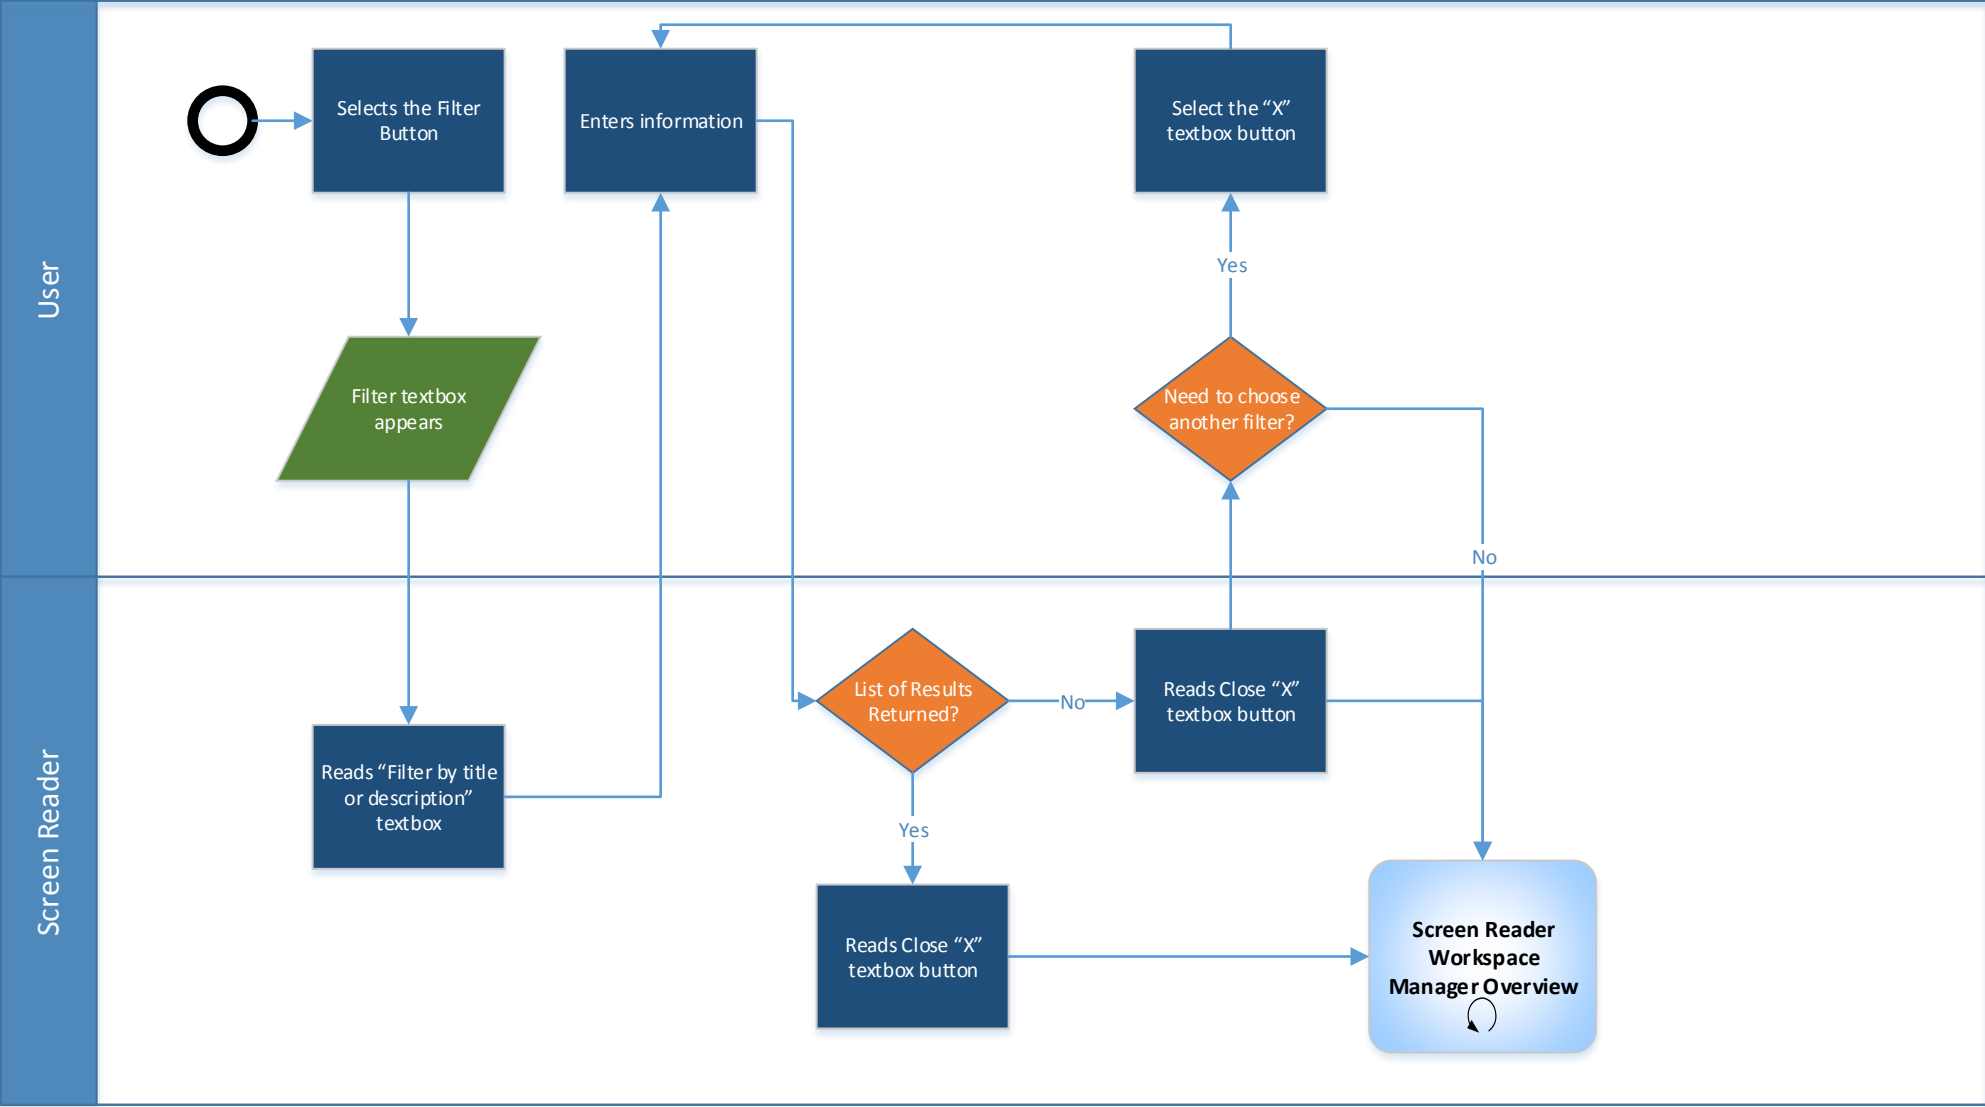 User
Selects the Filter
Button
Enters information
Select the “X”
textbox button
Yes
Filter textbox
appears
Need to choose
another filter?
No
Screen Reader
Reads “Filter by title
or description”
textbox
List of Results
Returned?
No
Reads Close “X”
textbox button
Yes
Reads Close “X”
textbox button
Screen Reader
Workspace
Manager Overview